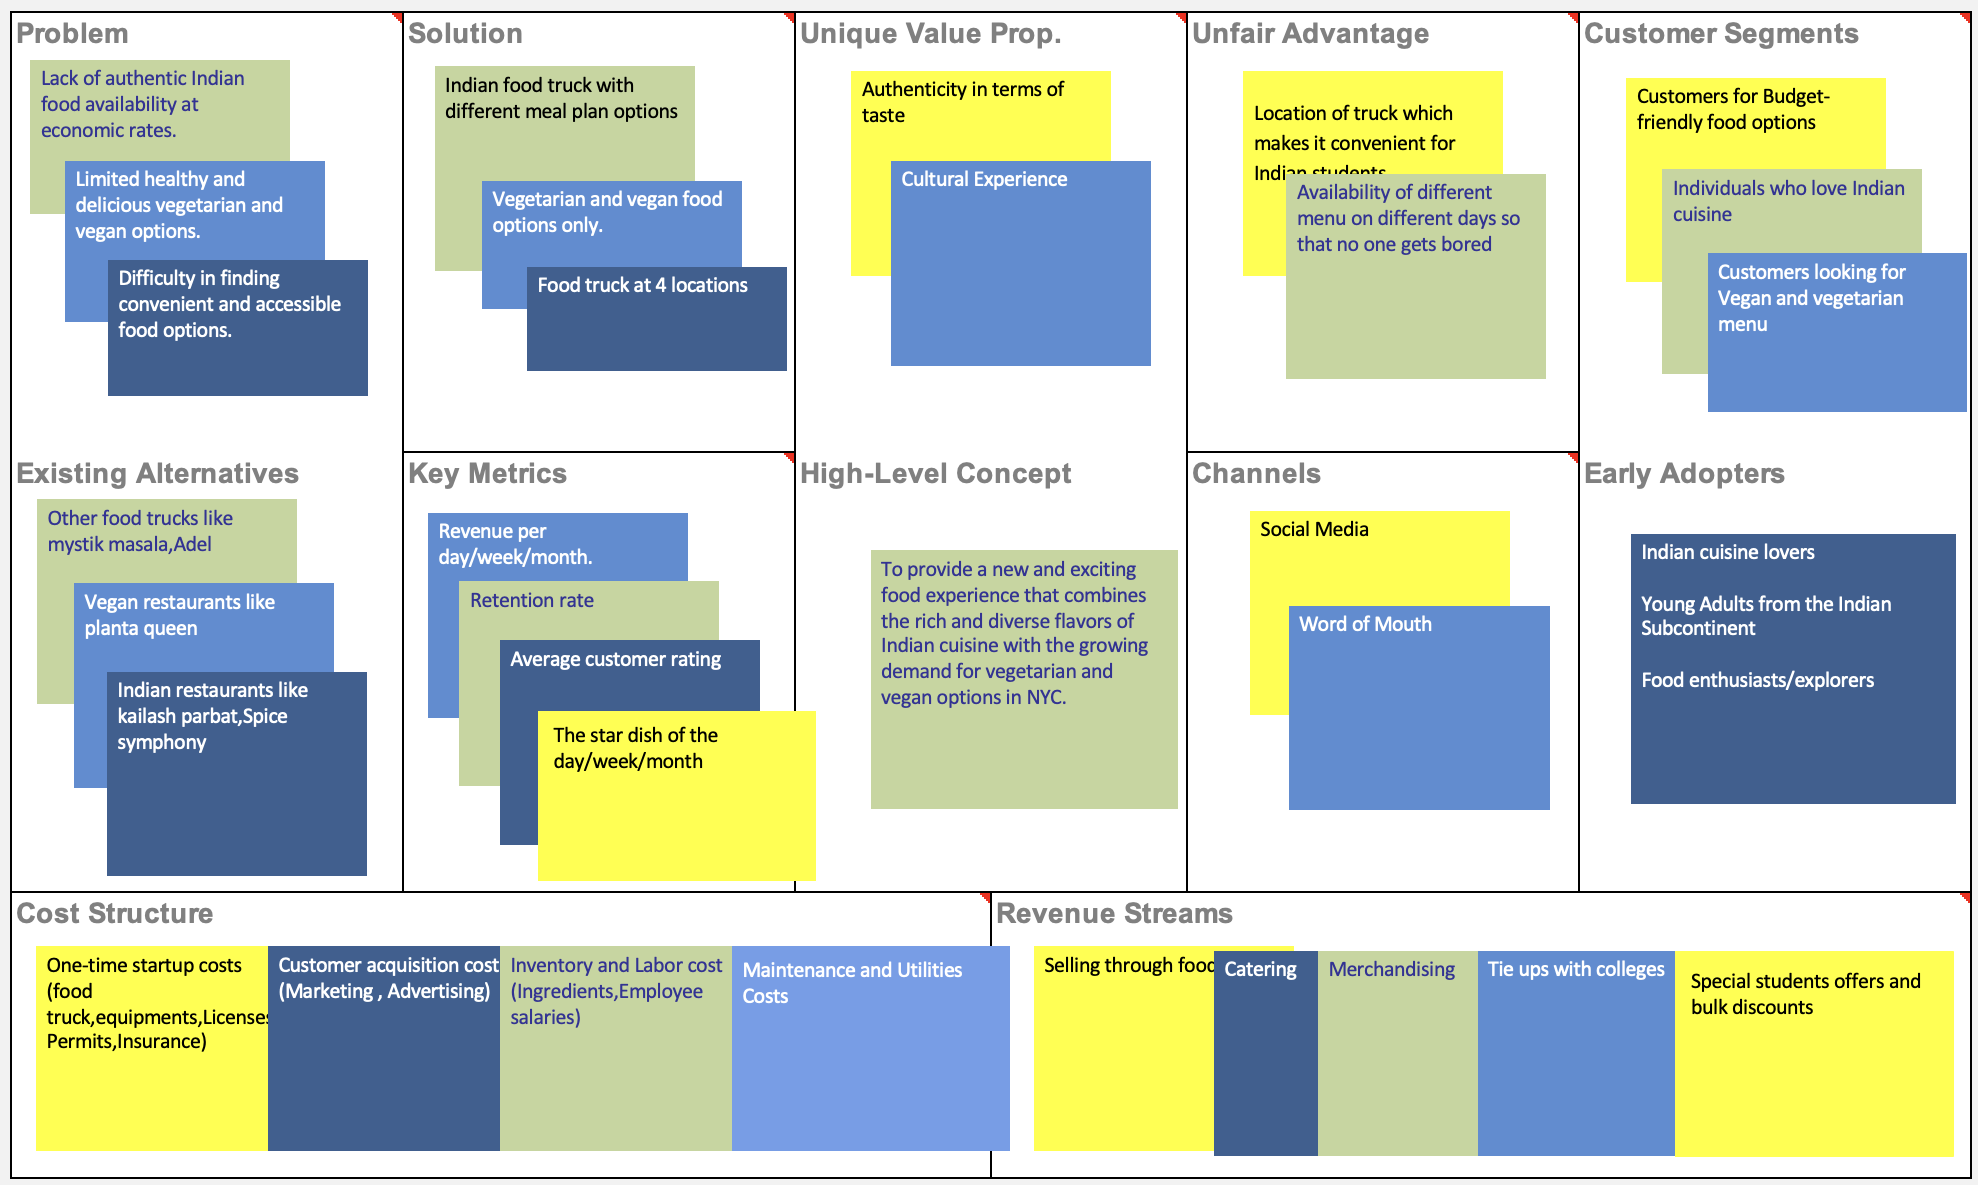 Problem
Lack of authentic Indian
food availability at
economic rates.
Limited healthy and
delicious vegetarian and
vegan options.
Difficulty in finding
convenient and accessible
food options.
Solution
Indian food truck with
different meal plan options
Vegetarian and vegan food
options only.
Food truck at 4 locations
Unique Value Prop.
Authenticity in terms of
taste
Cultural Experience
Unfair Advantage
Location of truck which
makes it convenient for
Indian students
Availability of different
menu on different days so
that no one gets bored
Customer Segments
Customers for Budget-
friendly food options
Individuals who love Indian
cuisine
Customers looking for
Vegan and vegetarian
menu
Existing Alternatives
Other food trucks like
mystik masala,Adel
Vegan restaurants like
planta queen
Indian restaurants like
kailash parbat,Spice
symphony
Key Metrics
Revenue per
day/week/month.
Retention rate
Average customer rating
The star dish of the
day/week/month
High-Level Concept
To provide a new and exciting
food experience that combines
the rich and diverse flavors of
Indian cuisine with the growing
demand for vegetarian and
vegan options in NYC.
Channels
Social Media
Word of Mouth
Early Adopters
Indian cuisine lovers
Young Adults from the Indian
Subcontinent
Food enthusiasts/explorers
Cost Structure
One-time startup costs
(food
truck,equipments,Licenses
Permits,Insurance)
Customer acquisition cost
(Marketing , Advertising)
Inventory and Labor cost
(Ingredients,Employee
salaries)
Maintenance and Utilities
Costs
Revenue Streams
Selling through food
Catering
Merchandising
Tie ups with colleges
Special students offers and
bulk discounts